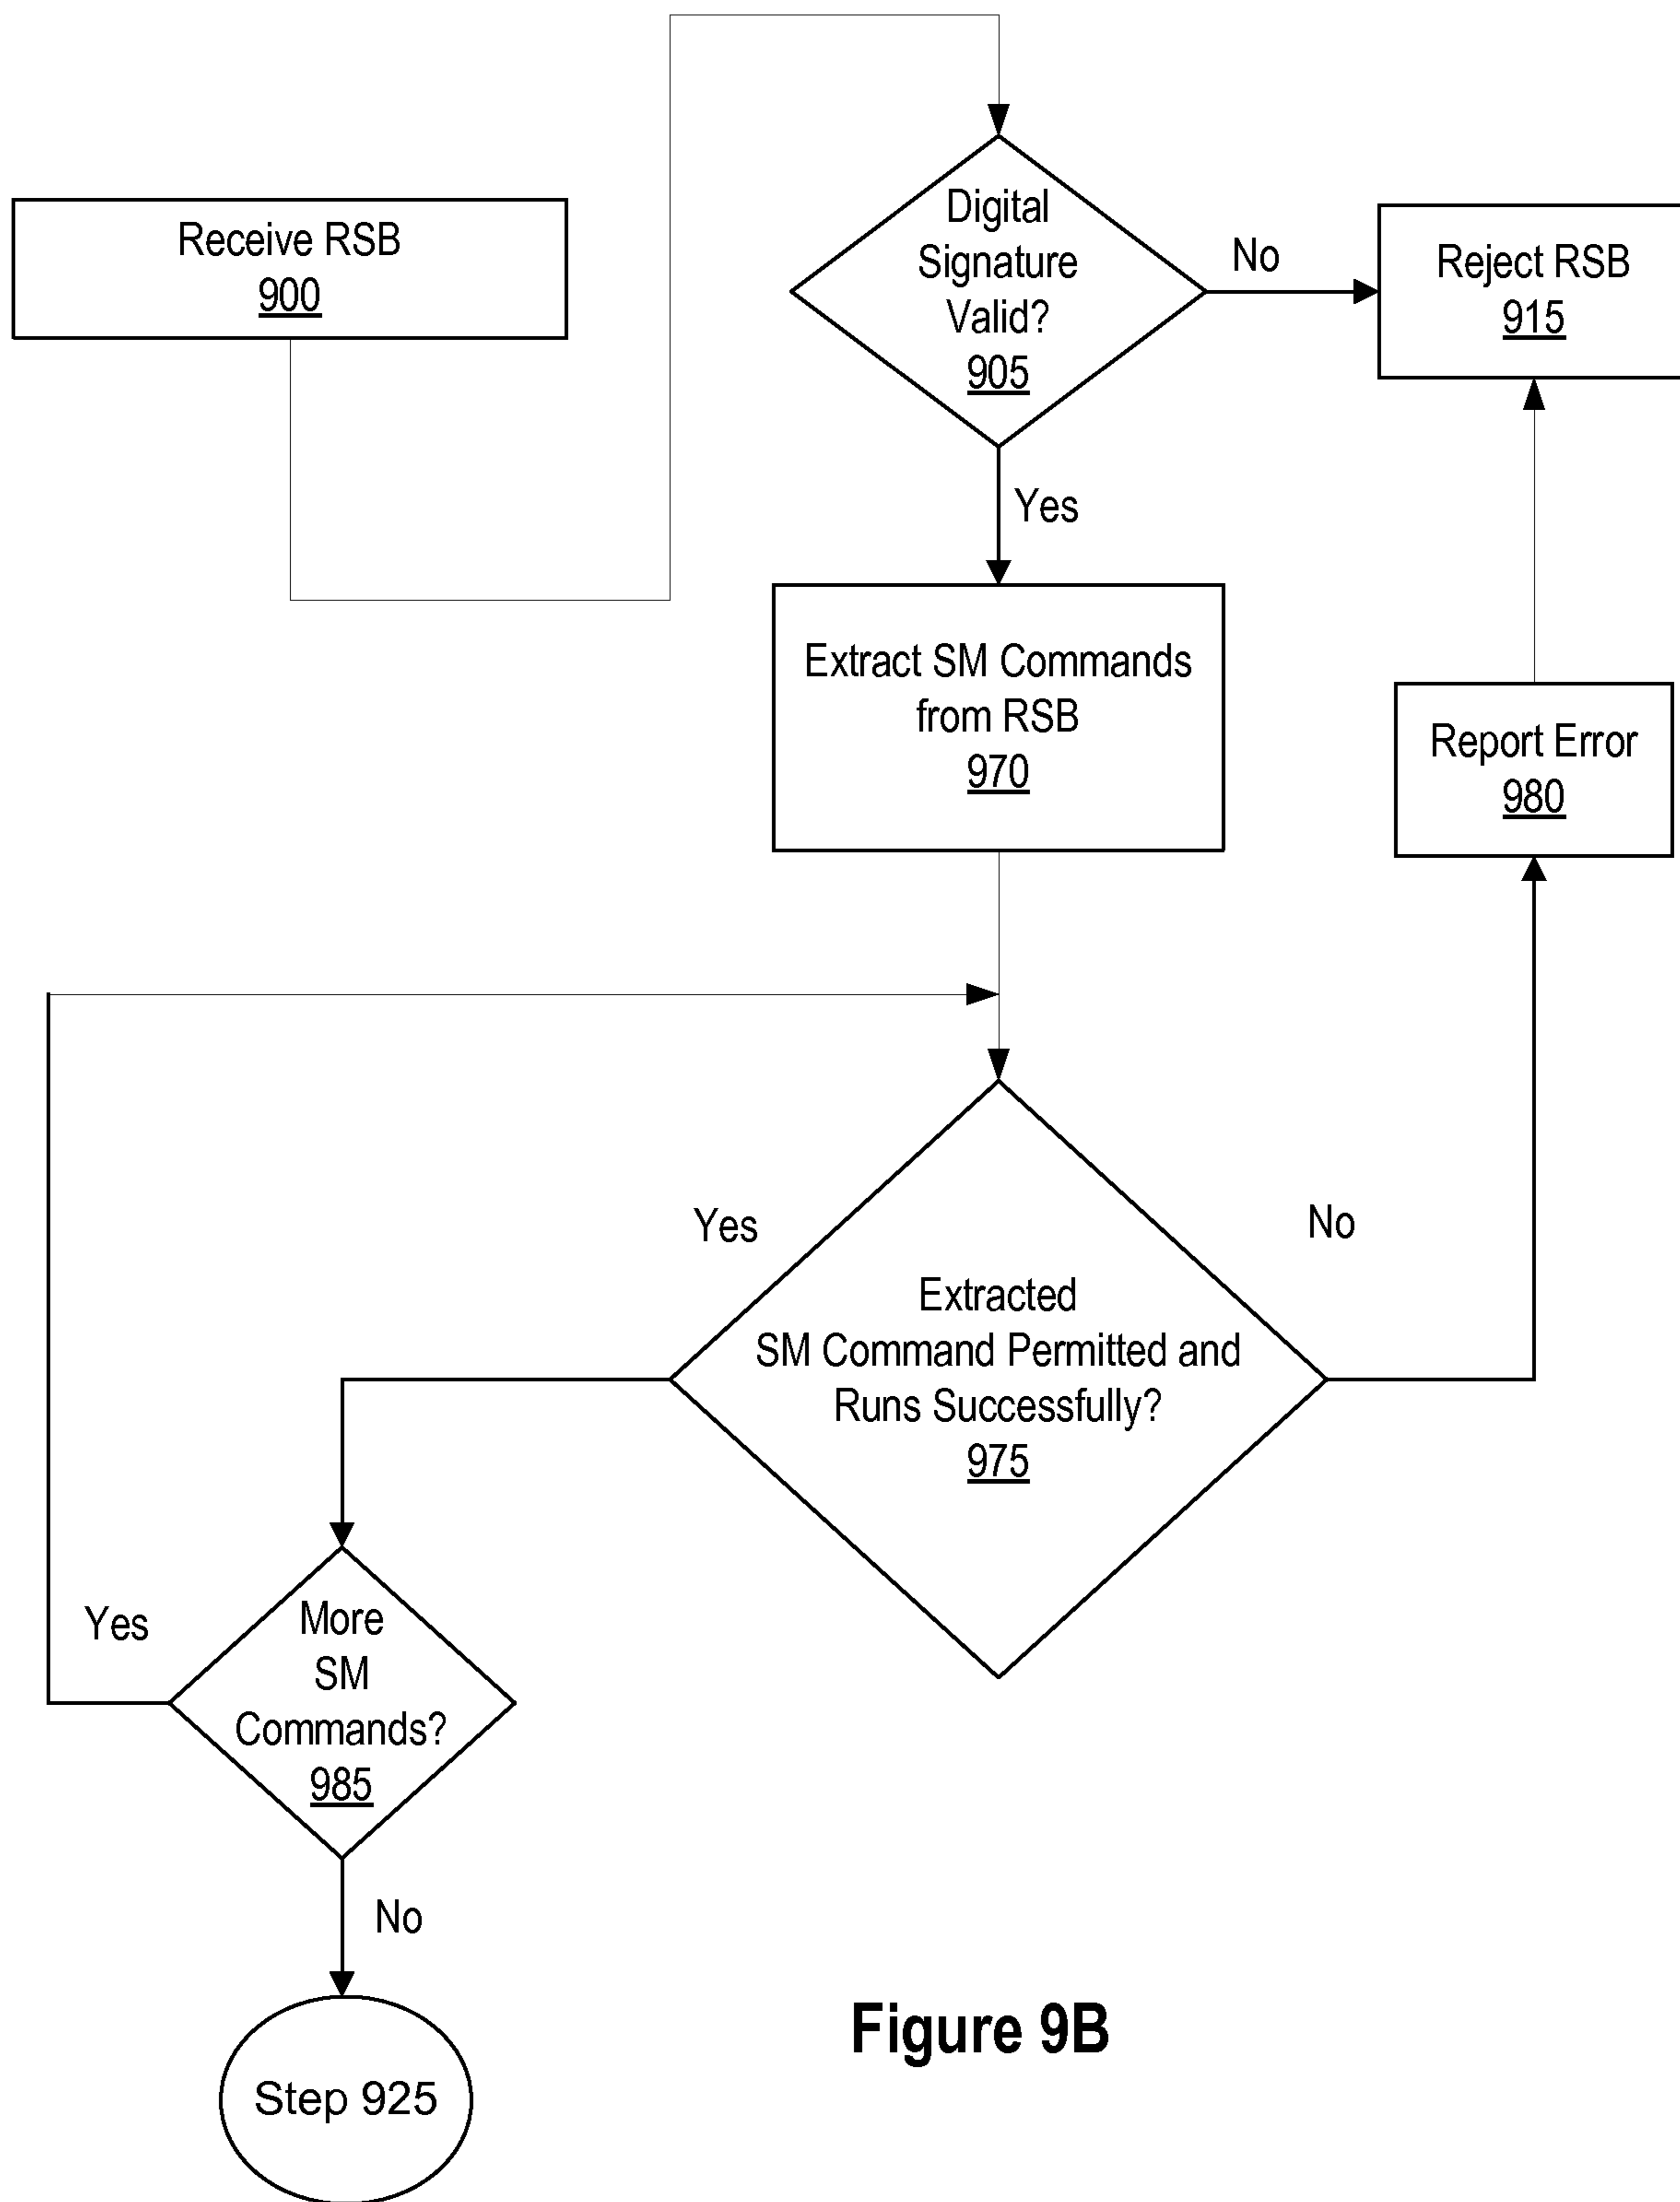 Receive RSB
900
Digital
Signature
Valid?
905
No
Reject RSB
915
Yes
Extract SM Commands
from RSB
970
Report Error
980
Yes
No
Extracted
SM Command Permitted and
Runs Successfully?
975
Yes
More
SM
Commands?
985
No
Step 925
Figure 9B